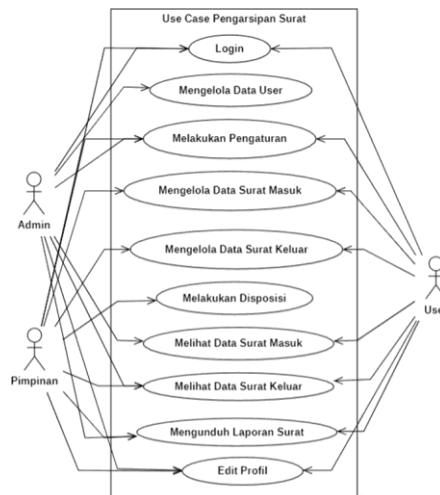 Use Case Pengarsipan Surat
Login
Mengelola Data User
Melakukan Pengaturan
Mengelola Data Surat Masuk
Admin
Mengelola Data Surat Keluar
Melakukan Disposisi
Use
Melihat Data Surat Masuk
Pimpinan
Melihat Data Surat Keluar
Mengunduh Laporan Surat
Edit Profil